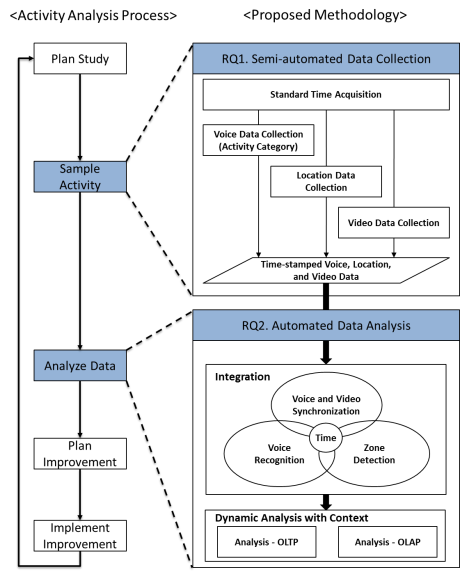 <Activity Analysis Process>
<Proposed Methodology>
Plan Study
Sample
Activity
Analyze Data
Plan
Improvement
Implement
Improvement
RQ1. Semi-automated Data Collection
Standard Time Acquisition
Voice Data Collection
(Activity Category)
Location Data
Collection
Video Data Collection
Time-stamped Voice, Location,
and Video Data
RQ2. Automated Data Analysis
Integration
Voice and Video
Synchronization
Time
Voice
Recognition
Zone
Detection
Dynamic Analysis with Context
Analysis - OLTP
Analysis - OLAP